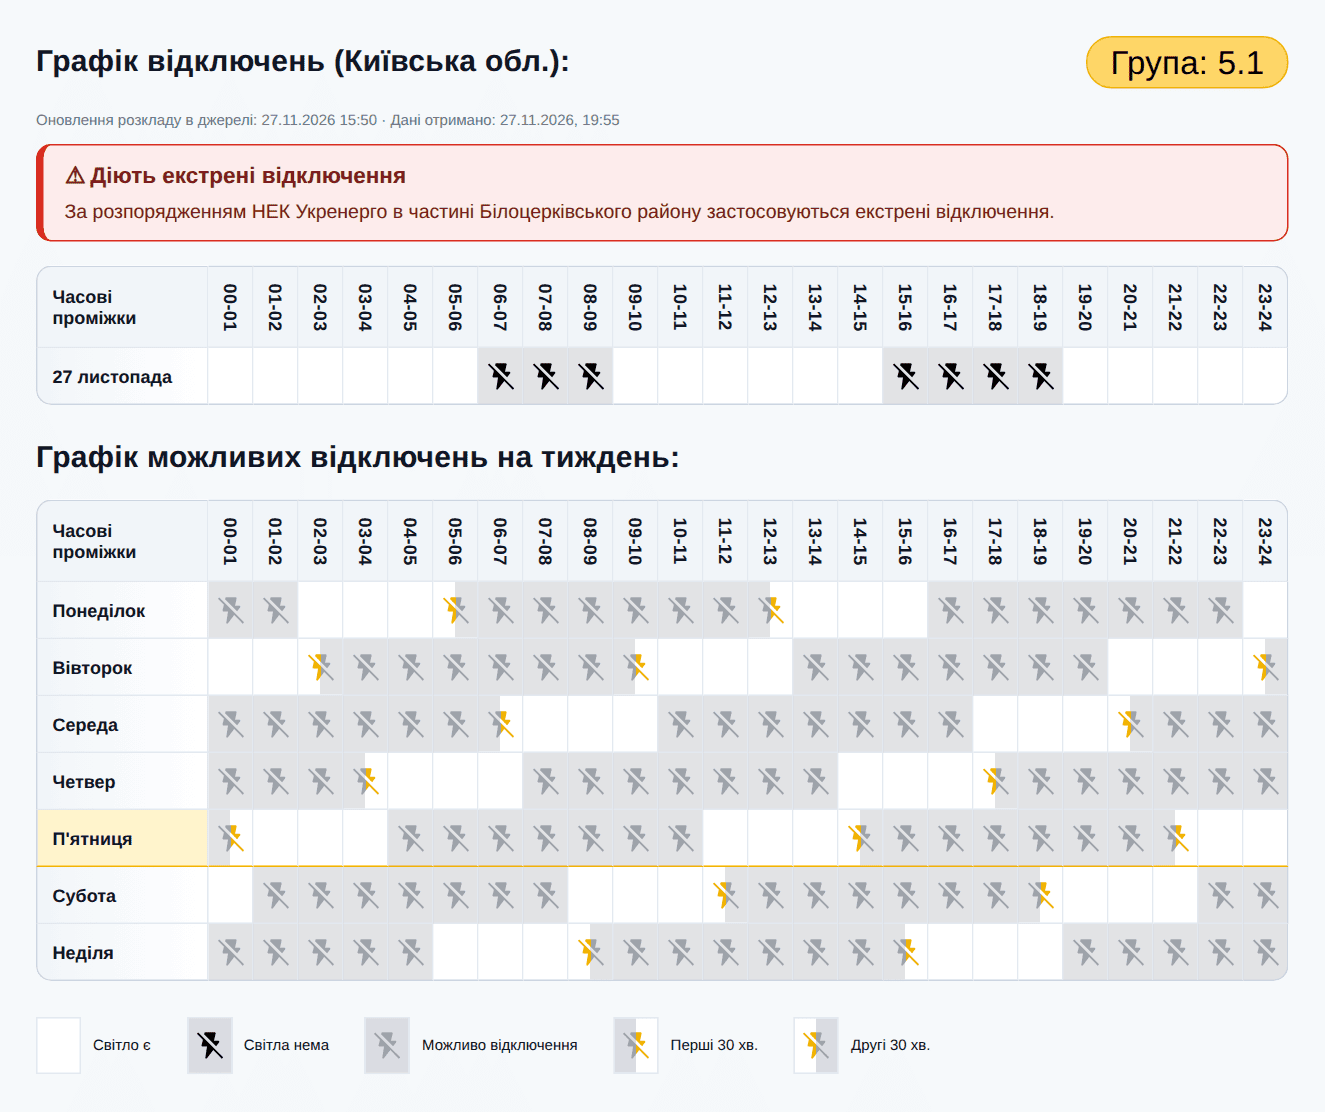 Графік відключень (Київська обл.):
Група: 5.1
Оновлення розкладу в джерелі: 27.11.2026 15:50 · Дані отримано: 27.11.2026, 19:55
⚠ Діють екстрені відключення
За розпорядженням НЕК Укренерго в частині Білоцерківського району застосовуються екстрені відключення.
Часові
проміжки
00-01 01-02 02-03 03-04 04-05 05-06 06-07 07-08 08-09 09-10 10-11 11-12 12-13 13-14 14-15 15-16 16-17 17-18 18-19 19-20 20-21 21-22 22-23 23-24
27 листопада
Графік можливих відключень на тиждень:
Часові
проміжки
00-01 01-02 02-03 03-04 04-05 05-06 06-07 07-08 08-09 09-10 10-11 11-12 12-13 13-14 14-15 15-16 16-17 17-18 18-19 19-20 20-21 21-22 22-23 23-24
Понеділок
Вівторок
Середа
Четвер
П'ятниця
Субота
Неділя
Світло є
Світла нема
Можливо відключення
Перші 30 хв.
Другі 30 хв.